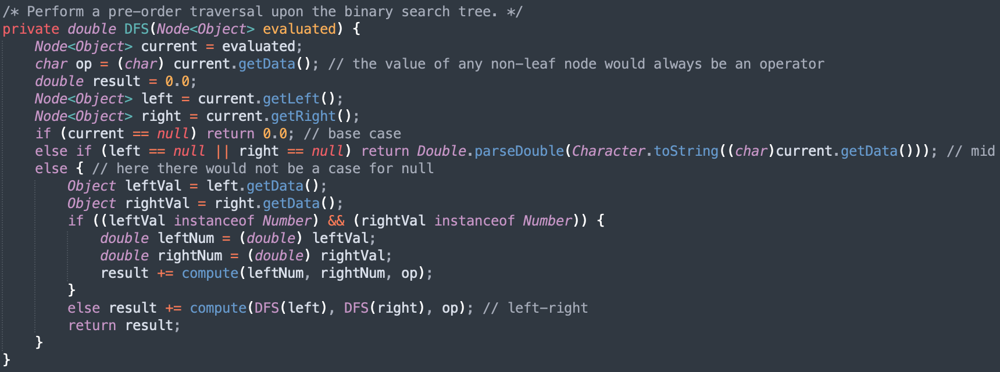 /* Perform a pre-order traversal upon the binary search tree. */
private double DFS(Node<Object> evaluated) {
    Node<Object> current = evaluated;
    char op = (char) current.getData(); // the value of any non-leaf node would always be an operator
    double result = 0.0;
    Node<Object> left = current.getLeft();
    Node<Object> right = current.getRight();
    if (current == null) return 0.0; // base case
    else if (left == null || right == null) return Double.parseDouble(Character.toString((char)current.getData())); // mid
    else { // here there would not be a case for null
        Object leftVal = left.getData();
        Object rightVal = right.getData();
        if ((leftVal instanceof Number) && (rightVal instanceof Number)) {
            double leftNum = (double) leftVal;
            double rightNum = (double) rightVal;
            result += compute(leftNum, rightNum, op);
        }
        else result += compute(DFS(left), DFS(right), op); // left-right
        return result;
    }
}